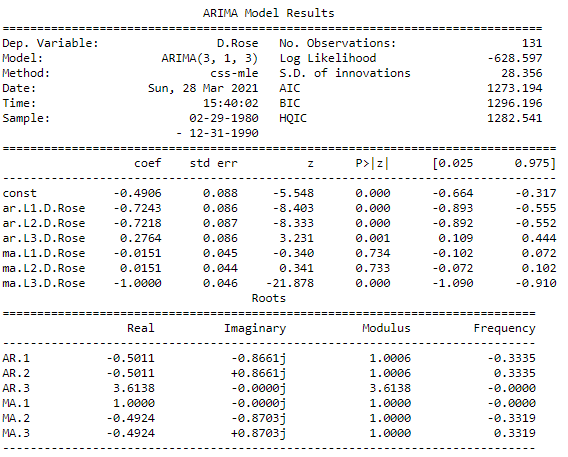 ARIMA Model Results
==============================================================================
Dep. Variable:                 D.Rose   No. Observations:                  131
Model:                 ARIMA(3, 1, 3)   Log Likelihood                -628.597
Method:                       css-mle   S.D. of innovations             28.356
Date:                Sun, 28 Mar 2021   AIC                           1273.194
Time:                        15:40:02   BIC                           1296.196
Sample:                    02-29-1980   HQIC                          1282.541
                         - 12-31-1990
================================================================================
                   coef    std err          z      P>|z|      [0.025      0.975]
--------------------------------------------------------------------------------
const           -0.4906      0.088     -5.548      0.000      -0.664      -0.317
ar.L1.D.Rose    -0.7243      0.086     -8.403      0.000      -0.893      -0.555
ar.L2.D.Rose    -0.7218      0.087     -8.333      0.000      -0.892      -0.552
ar.L3.D.Rose     0.2764      0.086      3.231      0.001       0.109       0.444
ma.L1.D.Rose    -0.0151      0.045     -0.340      0.734      -0.102       0.072
ma.L2.D.Rose     0.0151      0.044      0.341      0.733      -0.072       0.102
ma.L3.D.Rose    -1.0000      0.046    -21.878      0.000      -1.090      -0.910
                                    Roots
=============================================================================
                  Real          Imaginary           Modulus         Frequency
-----------------------------------------------------------------------------
AR.1           -0.5011           -0.8661j            1.0006           -0.3335
AR.2           -0.5011           +0.8661j            1.0006            0.3335
AR.3            3.6138           -0.0000j            3.6138           -0.0000
MA.1            1.0000           -0.0000j            1.0000           -0.0000
MA.2           -0.4924           -0.8703j            1.0000           -0.3319
MA.3           -0.4924           +0.8703j            1.0000            0.3319
-----------------------------------------------------------------------------